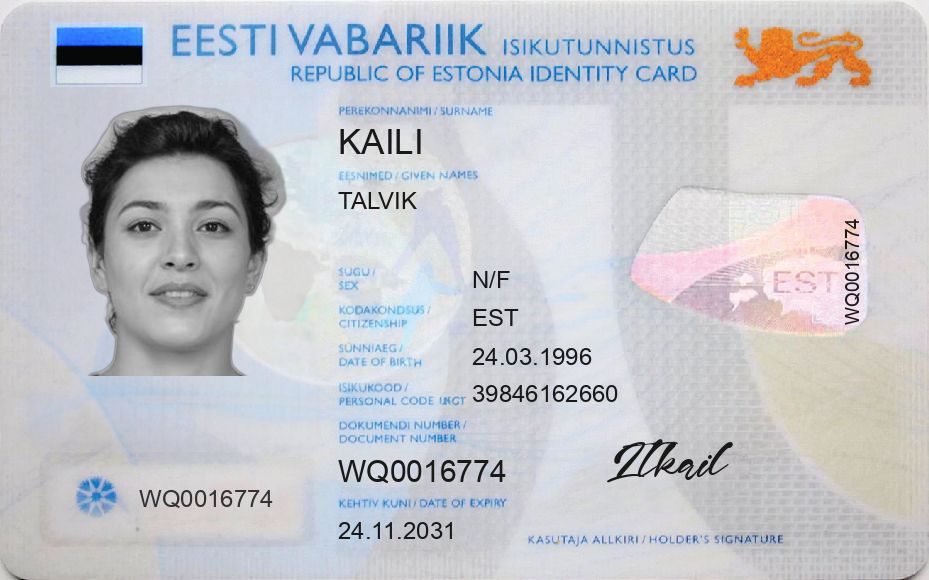 EESTI VABARIIK ISIKUTUNNISTUS
REPUBLIC OF ESTONIA IDENTITY CARD
PEREKONNANIMI / SURNAME
KAILI
EESNIMED / GIVEN NAMES
TALVIK
SUGU /
SEX
N/F
KODAKONDSUS /
CITIZENSHIP
EST
SÜNNIAEG /
DATE OF BIRTH
24.03.1996
ISIKUKOOD /
PERSONAL CODE
39846162660
DOKUMENDI NUMBER /
DOCUMENT NUMBER
WQ0016774
KEHTIV KUNI / DATE OF EXPIRY
24.11.2031
WQ0016774
EST
WQ0016774
KASUTAJA ALLKIRI / HOLDER'S SIGNATURE